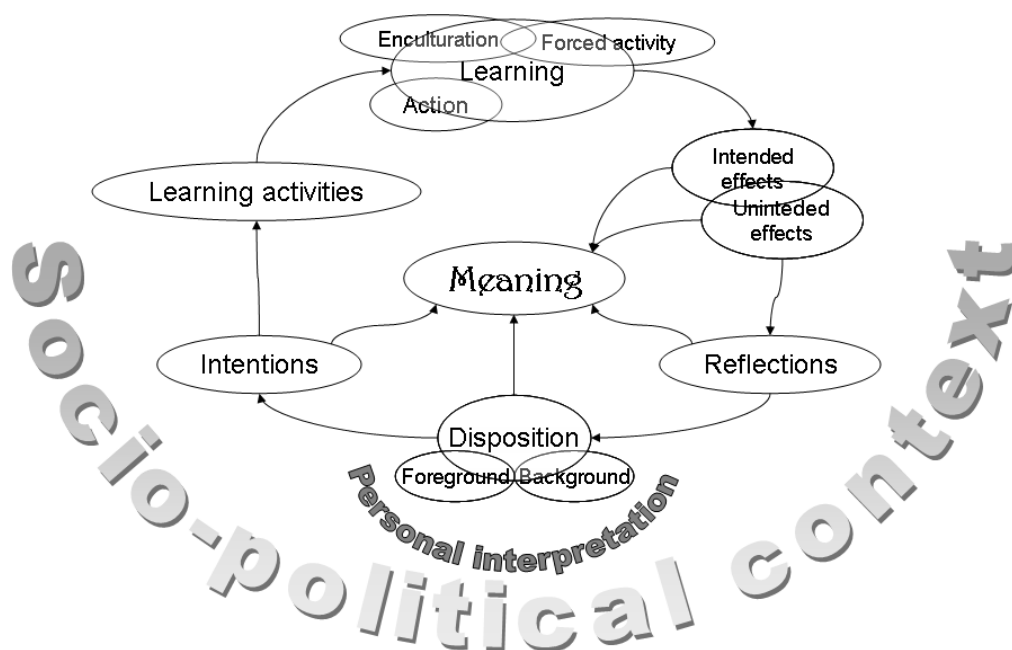 Enculturation
Forced activity
Learning
Action
Intended
effects
Uninteded
effects
Learning activities
Meaning
Intentions
Reflections
Disposition
Foreground
Background
Personal interpretation
Socio-political context